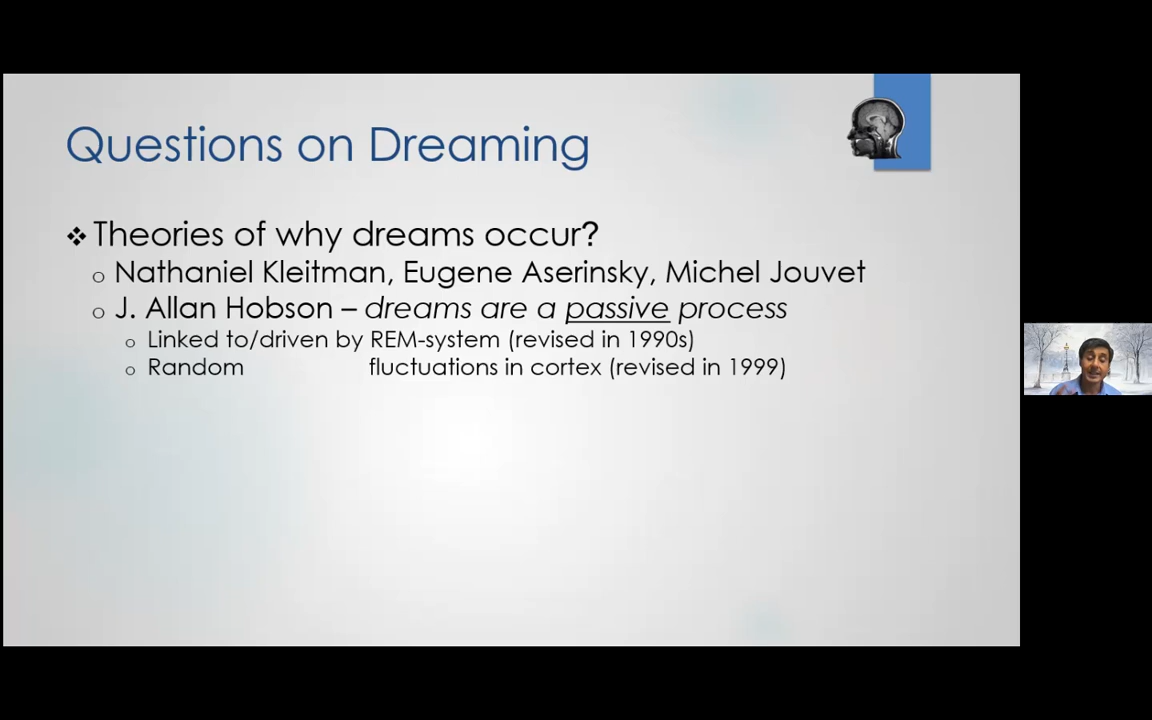 Questions on Dreaming
❖ Theories of why dreams occur?
o Nathaniel Kleitman, Eugene Aserinsky, Michel Jouvet
o J. Allan Hobson – dreams are a passive process
o Linked to/driven by REM-system (revised in 1990s)
o Random fluctuations in cortex (revised in 1999)